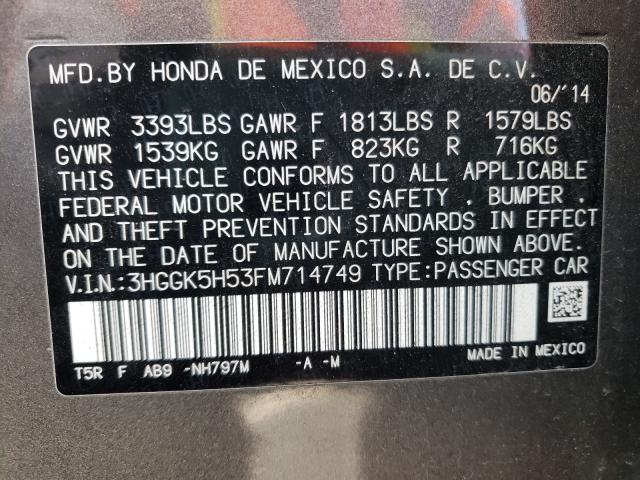 MFD.BY HONDA DE MEXICO S.A. DE C.V.
06/'14
GVWR 3393LBS GAWR F 1813LBS R 1579LBS
GVWR 1539KG GAWR F 823KG R 716KG
THIS VEHICLE CONFORMS TO ALL APPLICABLE
FEDERAL MOTOR VEHICLE SAFETY . BUMPER .
AND THEFT PREVENTION STANDARDS IN EFFECT
ON THE DATE OF MANUFACTURE SHOWN ABOVE.
V.I.N.:3HGGK5H53FM714749 TYPE:PASSENGER CAR
T5R F AB9 -NH797M -A -M MADE IN MEXICO